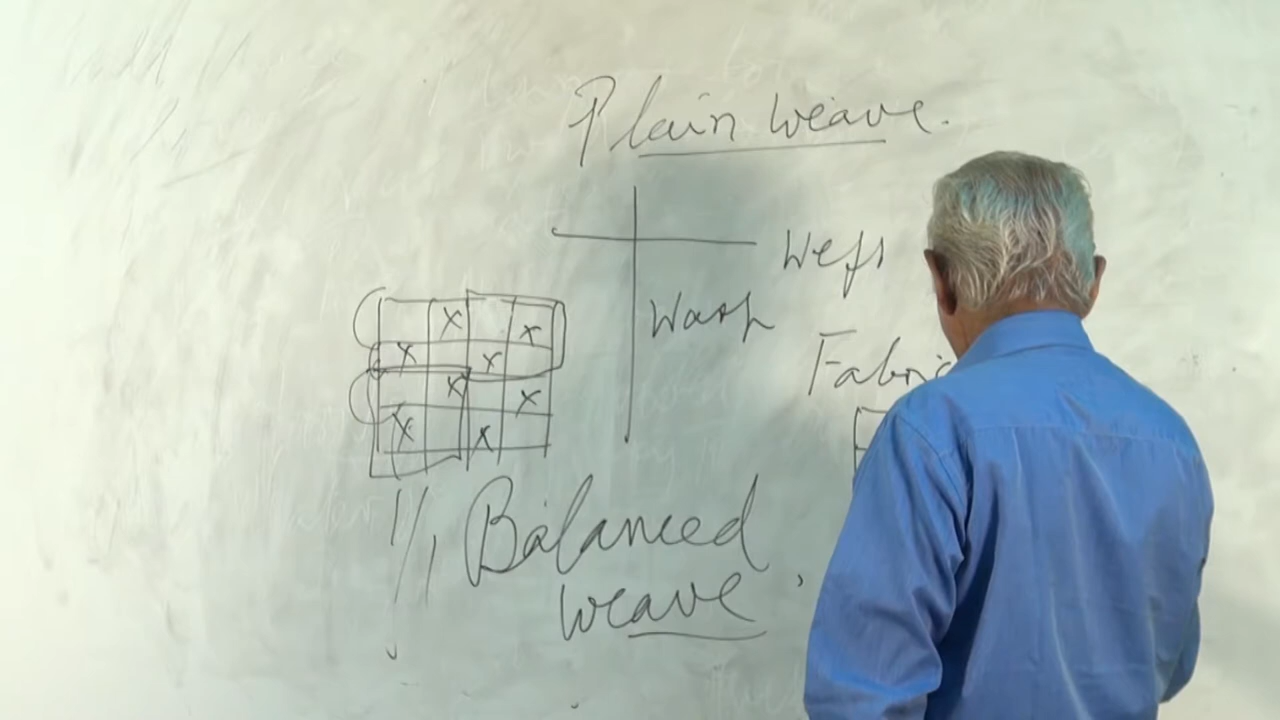 Plain weave.
Weft
Warp
Fabric
X X
X X
X X
X X
1/1 Balanced
weave